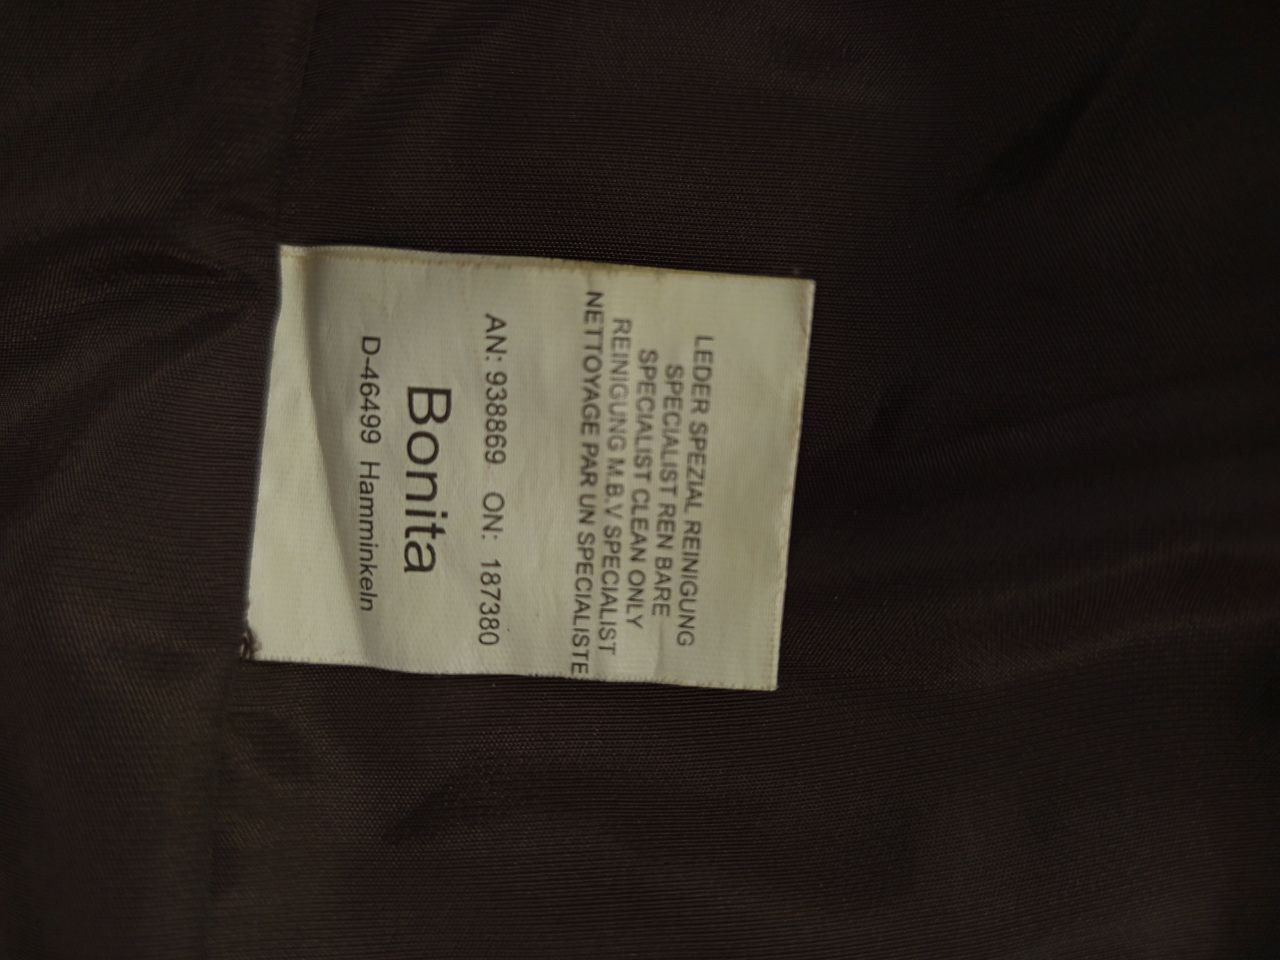 LEDER SPEZIAL REINIGUNG
SPECIALIST REN BARE
SPECIALIST CLEAN ONLY
REINIGUNG M.B.V SPECIALIST
NETTOYAGE PAR UN SPECIALISTE
AN: 938869 ON: 187380
Bonita
D-46499 Hamminkeln